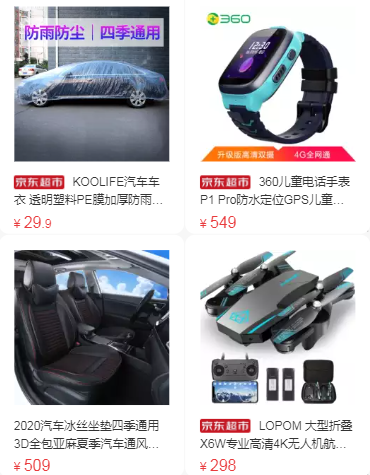 防雨防尘 | 四季通用
360
升级版高清双摄 4G全网通
京东超市 KOOLIFE汽车车
衣 透明塑料PE膜加厚防雨…
¥ 29.9
京东超市 360儿童电话手表
P1 Pro防水定位GPS儿童…
¥ 549
2020汽车冰丝坐垫四季通用
3D全包亚麻夏季汽车通风…
¥ 509
京东超市 LOPOM 大型折叠
X6W专业高清4K无人机航…
¥ 298